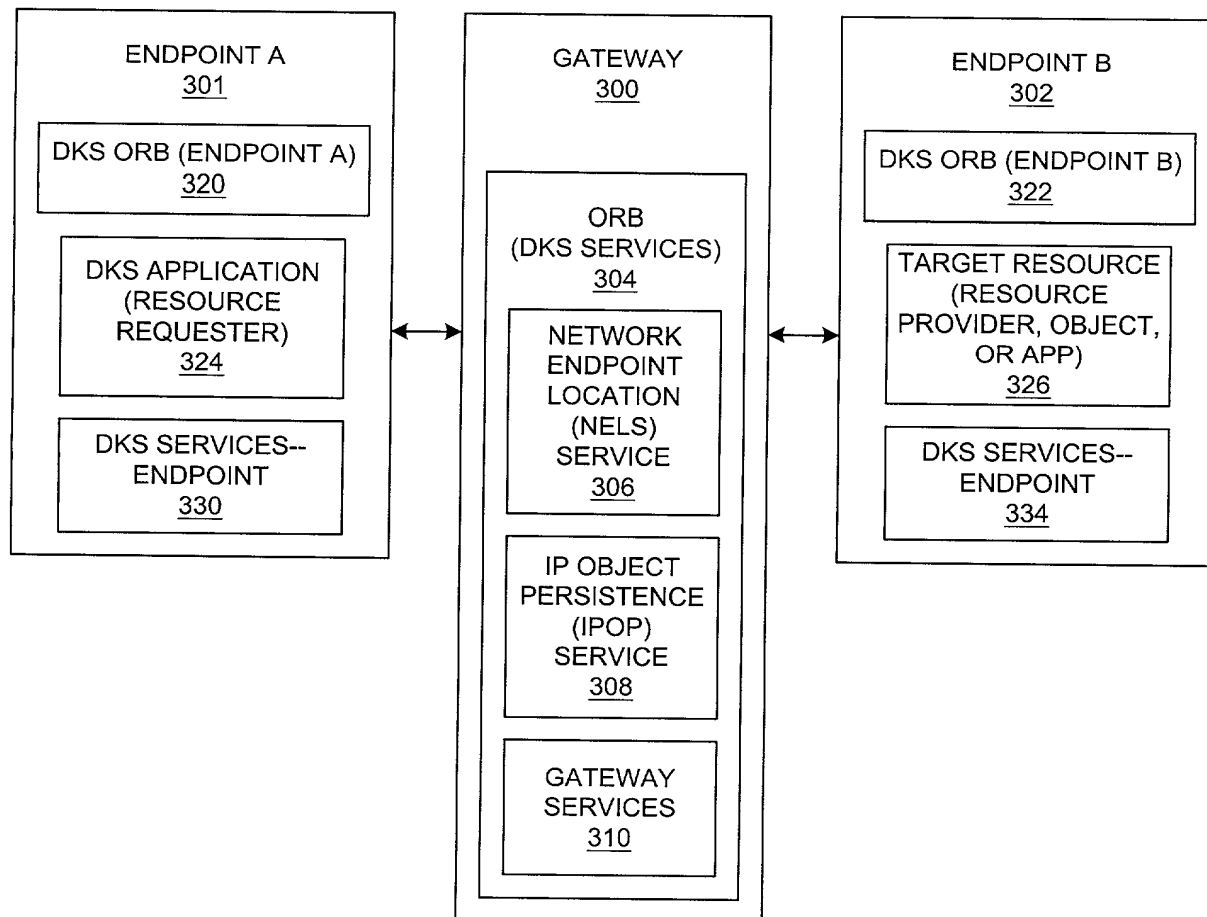 ENDPOINT A
301
DKS ORB (ENDPOINT A)
320
DKS APPLICATION
(RESOURCE
REQUESTER)
324
DKS SERVICES--
ENDPOINT
330
GATEWAY
300
ORB
(DKS SERVICES)
304
NETWORK
ENDPOINT
LOCATION
(NELS)
SERVICE
306
IP OBJECT
PERSISTENCE
(IPOP)
SERVICE
308
GATEWAY
SERVICES
310
ENDPOINT B
302
DKS ORB (ENDPOINT B)
322
TARGET RESOURCE
(RESOURCE
PROVIDER, OBJECT,
OR APP)
326
DKS SERVICES--
ENDPOINT
334